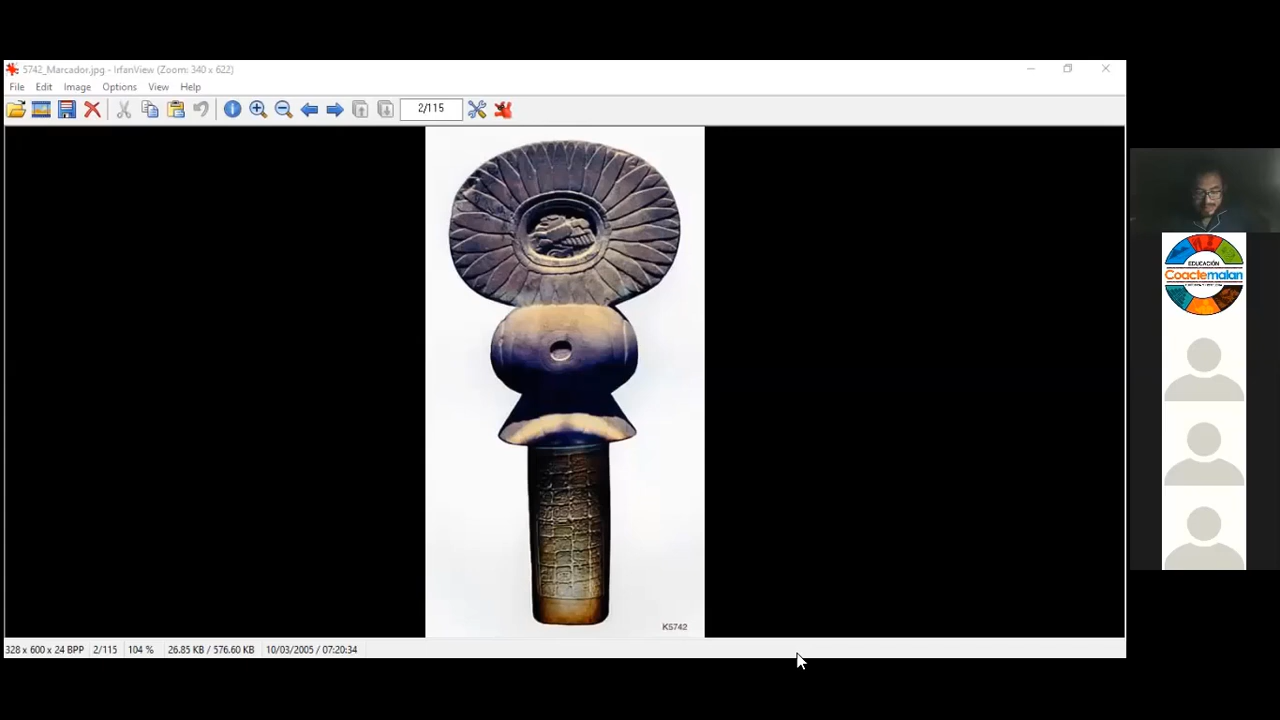 5742_Marcador.jpg - IrfanView (Zoom: 340 x 622)
File Edit Image Options View Help
2/115
K5742
328 x 600 x 24 BPP 2/115 104 % 26.85 KB / 576.60 KB 10/03/2005 / 07:20:34
EDUCACIÓN
Coactemalan